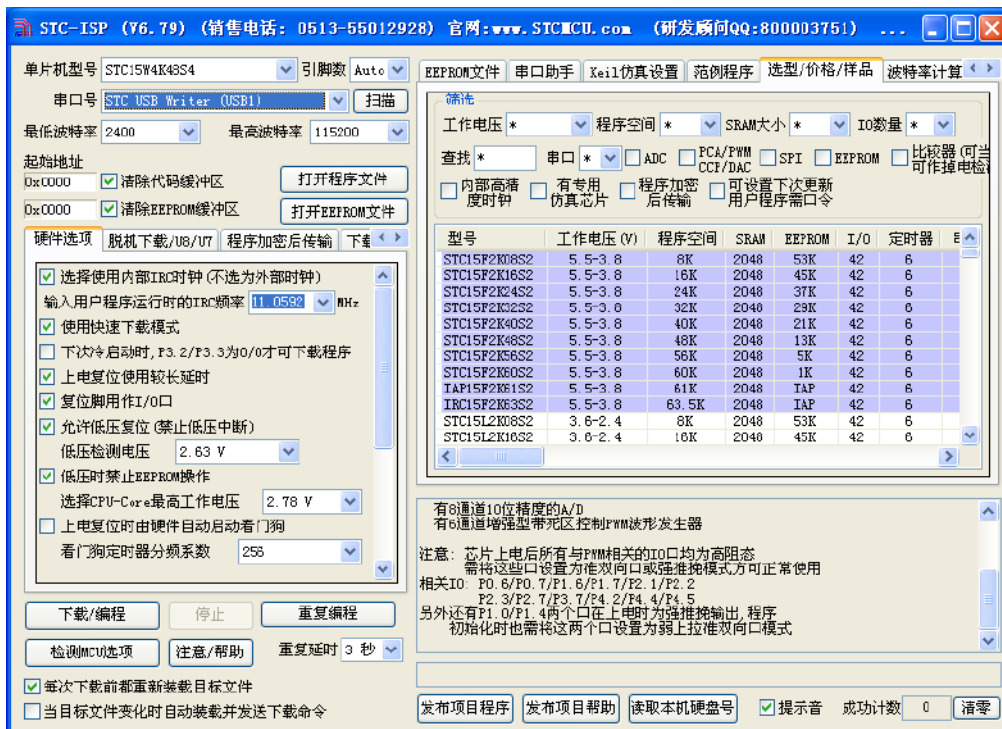 STC-ISP (V6.79) (销售电话: 0513-55012928) 官网:www.STCMCU.com (研发顾问QQ:800003751) ...
单片机型号 STC15W4K48S4 引脚数 Auto
串口号 STC USB Writer (USB1) 扫描
最低波特率 2400 最高波特率 115200
起始地址
0x0000 清除代码缓冲区 打开程序文件
0x0000 清除EEPROM缓冲区 打开EEPROM文件
硬件选项 脱机下载/U8/U7 程序加密后传输 下载
选择使用内部IRC时钟(不选为外部时钟)
输入用户程序运行时的IRC频率 11.0592 MHz
使用快速下载模式
下次冷启动时,P3.2/P3.3为0/0才可下载程序
上电复位使用较长延时
复位脚用作I/O口
允许低压复位(禁止低压中断)
低压检测电压 2.63 V
低压时禁止EEPROM操作
选择CPU-Core最高工作电压 2.78 V
上电复位时由硬件自动启动看门狗
看门狗定时器分频系数 256
下载/编程 停止 重复编程
检测MCU选项 注意/帮助 重复延时 3 秒
每次下载前都重新装载目标文件
当目标文件变化时自动装载并发送下载命令
EEPROM文件 串口助手 Keil仿真设置 范例程序 选型/价格/样品 波特率计算
筛选
工作电压 * 程序空间 * SRAM大小 * IO数量 *
查找 * 串口 * ADC PCA/PWM CCP/DAC SPI EEPROM 比较器(可当 可作掉电检
内部高精度时钟 有专用仿真芯片 程序加密后传输 可设置下次更新用户程序需口令
型号 工作电压(V) 程序空间 SRAM EEPROM I/O 定时器
STC15F2K08S2 5.5-3.8 8K 2048 53K 42 6
STC15F2K16S2 5.5-3.8 16K 2048 45K 42 6
STC15F2K24S2 5.5-3.8 24K 2048 37K 42 6
STC15F2K32S2 5.5-3.8 32K 2048 29K 42 6
STC15F2K40S2 5.5-3.8 40K 2048 21K 42 6
STC15F2K48S2 5.5-3.8 48K 2048 13K 42 6
STC15F2K56S2 5.5-3.8 56K 2048 5K 42 6
STC15F2K60S2 5.5-3.8 60K 2048 1K 42 6
IAP15F2K61S2 5.5-3.8 61K 2048 IAP 42 6
IRC15F2K63S2 5.5-3.8 63.5K 2048 IAP 42 6
STC15L2K08S2 3.6-2.4 8K 2048 53K 42 6
STC15L2K16S2 3.6-2.4 16K 2048 45K 42 6
有8通道10位精度的A/D
有6通道增强型带死区控制PWM波形发生器
注意: 芯片上电后所有与PWM相关的IO口均为高阻态
需将这些口设置为准双向口或强推挽模式方可正常使用
相关IO: P0.6/P0.7/P1.6/P1.7/P2.1/P2.2
P2.3/P2.7/P3.7/P4.2/P4.4/P4.5
另外还有P1.0/P1.4两个口在上电时为强推挽输出,程序
初始化时也需将这两个口设置为弱上拉准双向口模式
发布项目程序 发布项目帮助 读取本机硬盘号 提示音 成功计数 0 清零